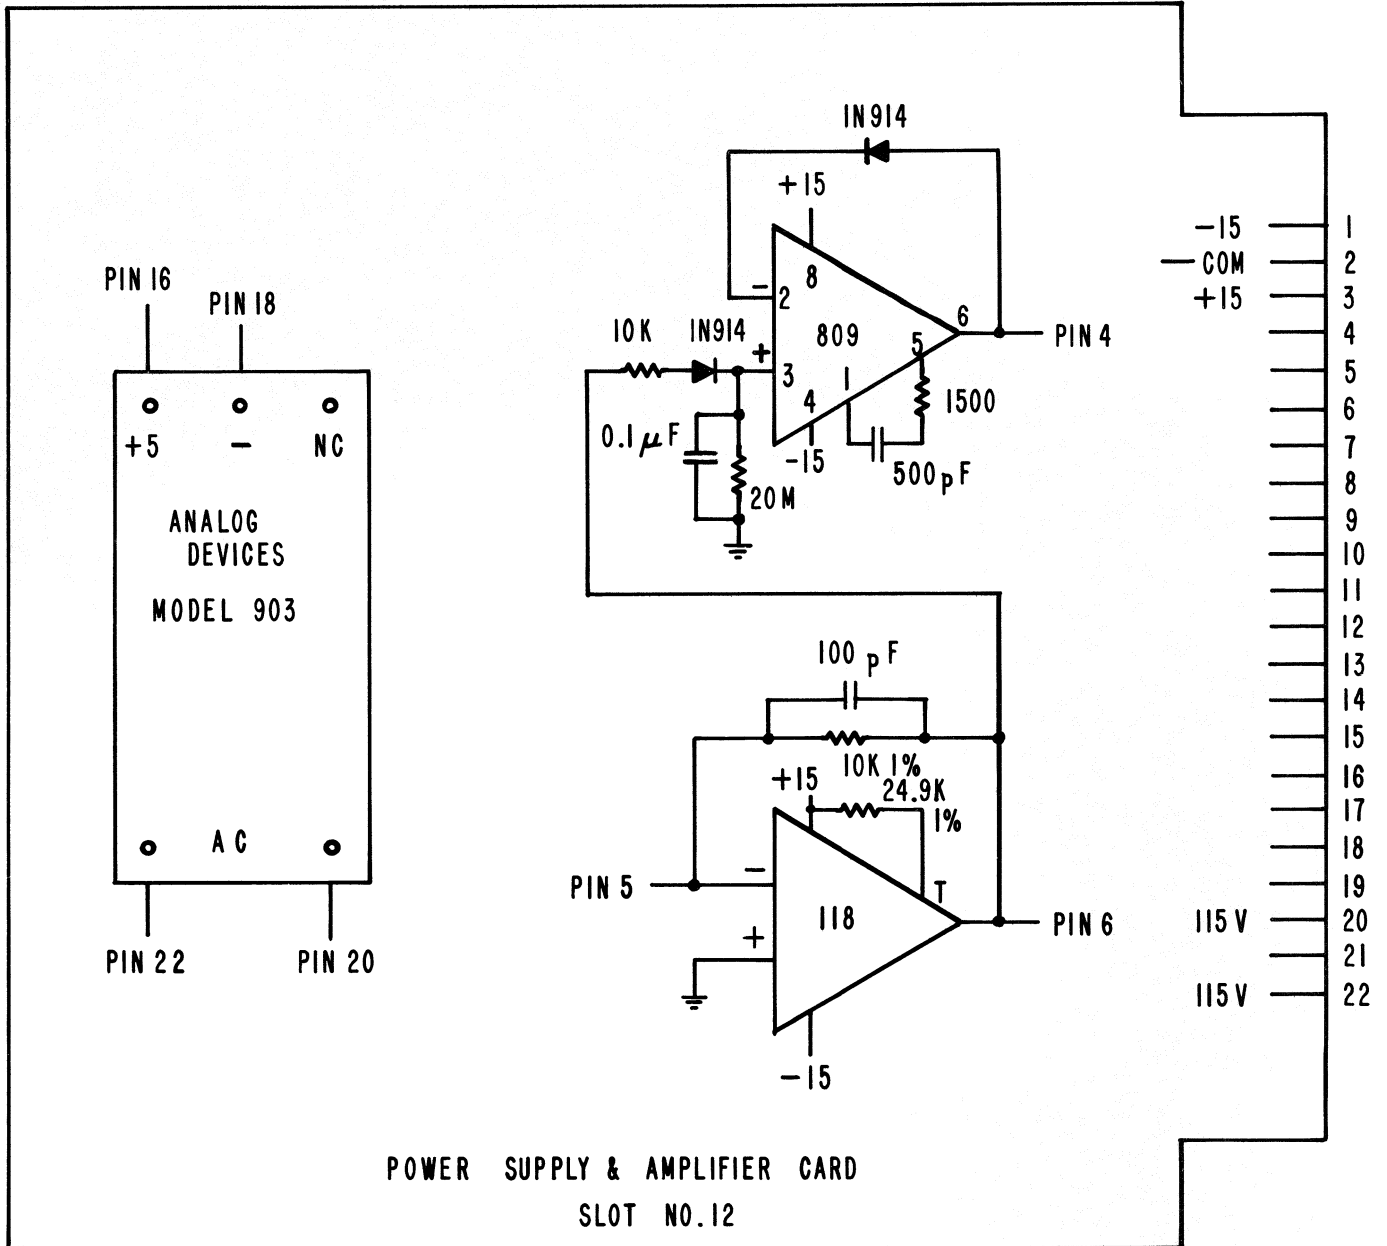 PIN 16
PIN 18
+5
–
NC
ANALOG
DEVICES
MODEL 903
AC
PIN 22
PIN 20
IN914
+15
8
–
2
809
6
PIN 4
10K
IN914
+
3
5
1
4
-15
1500
0.1 µF
20M
500pF
100 pF
10K 1%
+15
24.9K
1%
T
PIN 5
–
118
+
PIN 6
-15
-15 1
— COM 2
+15 3
4
5
6
7
8
9
10
11
12
13
14
15
16
17
18
19
115V 20
21
115V 22
POWER SUPPLY & AMPLIFIER CARD
SLOT NO.12